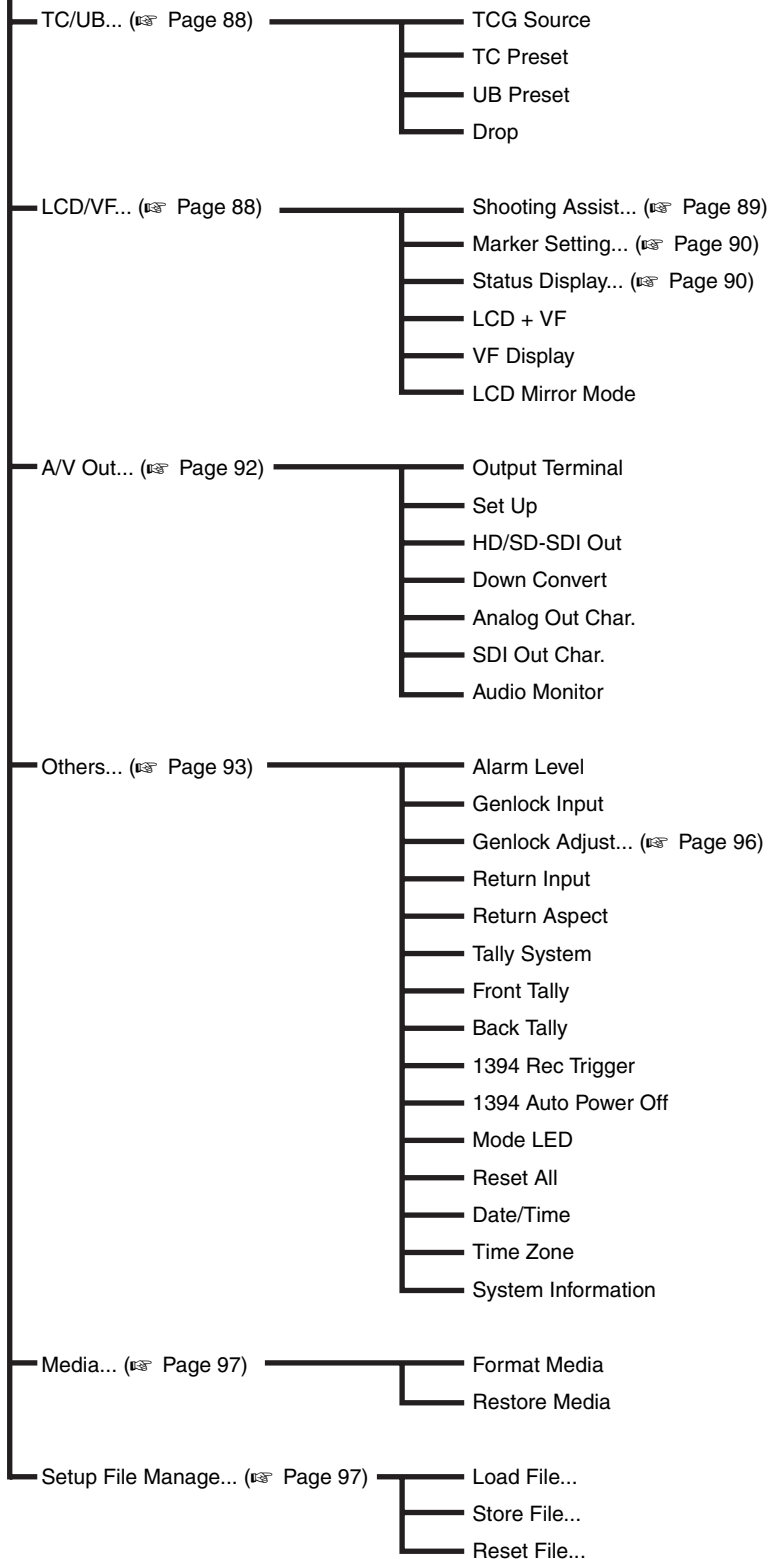 TC/UB... (☞ Page 88) TCG Source
TC Preset
UB Preset
Drop
LCD/VF... (☞ Page 88) Shooting Assist... (☞ Page 89)
Marker Setting... (☞ Page 90)
Status Display... (☞ Page 90)
LCD + VF
VF Display
LCD Mirror Mode
A/V Out... (☞ Page 92) Output Terminal
Set Up
HD/SD-SDI Out
Down Convert
Analog Out Char.
SDI Out Char.
Audio Monitor
Others... (☞ Page 93) Alarm Level
Genlock Input
Genlock Adjust... (☞ Page 96)
Return Input
Return Aspect
Tally System
Front Tally
Back Tally
1394 Rec Trigger
1394 Auto Power Off
Mode LED
Reset All
Date/Time
Time Zone
System Information
Media... (☞ Page 97) Format Media
Restore Media
Setup File Manage... (☞ Page 97) Load File...
Store File...
Reset File...